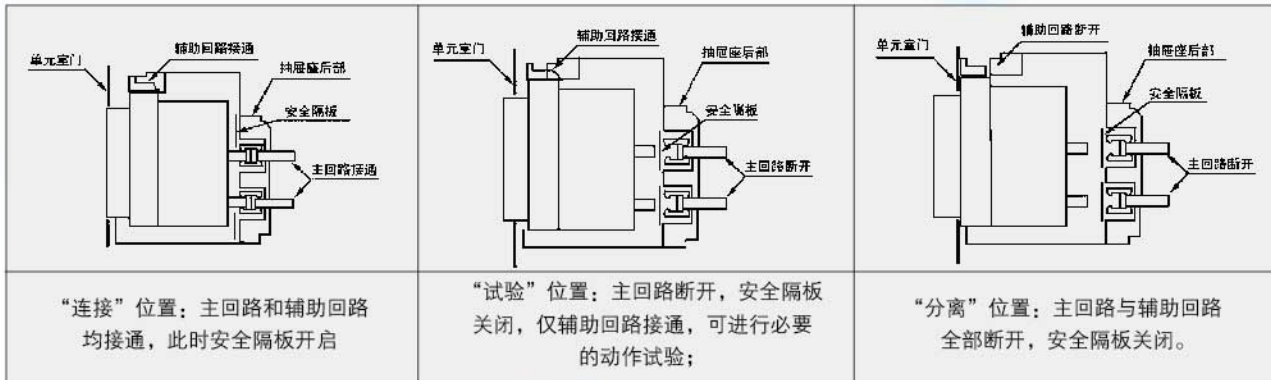 辅助回路接通
单元室门
抽屉座后部
安全隔板
主回路接通
辅助回路接通
单元室门
抽屉座后部
安全隔板
主回路断开
辅助回路断开
单元室门
抽屉座后部
安全隔板
主回路断开
“连接”位置：主回路和辅助回路
均接通，此时安全隔板开启
“试验”位置：主回路断开，安全隔板
关闭，仅辅助回路接通，可进行必要
的动作试验；
“分离”位置：主回路与辅助回路
全部断开，安全隔板关闭。